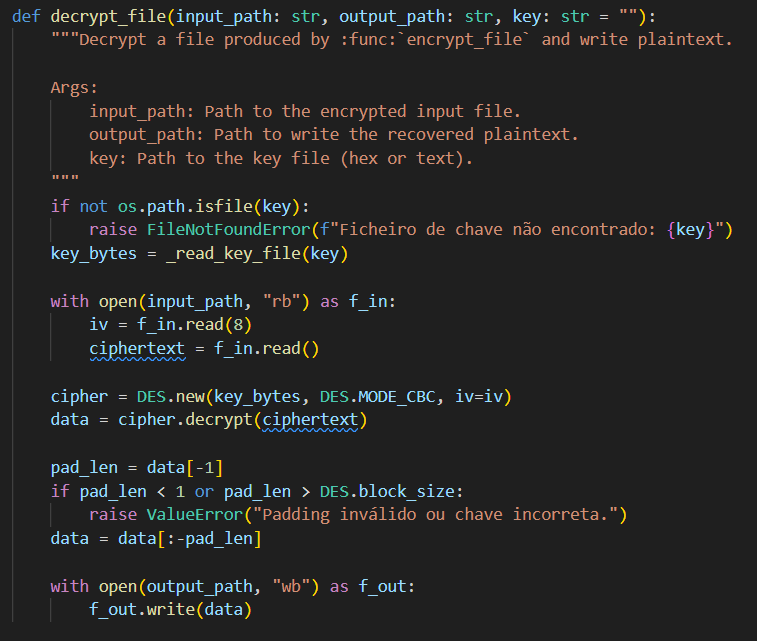 def decrypt_file(input_path: str, output_path: str, key: str = ""):
    """Decrypt a file produced by :func:`encrypt_file` and write plaintext.

    Args:
        input_path: Path to the encrypted input file.
        output_path: Path to write the recovered plaintext.
        key: Path to the key file (hex or text).
    """
    if not os.path.isfile(key):
        raise FileNotFoundError(f"Ficheiro de chave não encontrado: {key}")
    key_bytes = _read_key_file(key)

    with open(input_path, "rb") as f_in:
        iv = f_in.read(8)
        ciphertext = f_in.read()

    cipher = DES.new(key_bytes, DES.MODE_CBC, iv=iv)
    data = cipher.decrypt(ciphertext)

    pad_len = data[-1]
    if pad_len < 1 or pad_len > DES.block_size:
        raise ValueError("Padding inválido ou chave incorreta.")
    data = data[:-pad_len]

    with open(output_path, "wb") as f_out:
        f_out.write(data)